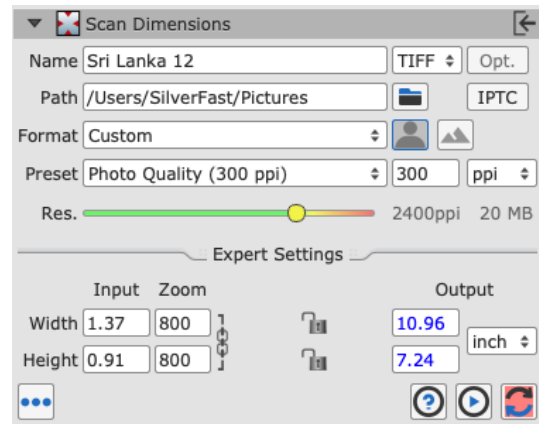 Scan Dimensions
Name Sri Lanka 12 TIFF Opt.
Path /Users/SilverFast/Pictures IPTC
Format Custom
Preset Photo Quality (300 ppi) 300 ppi
Res. 2400ppi 20 MB
Expert Settings
Input Zoom Output
Width 1.37 800 10.96
inch
Height 0.91 800 7.24